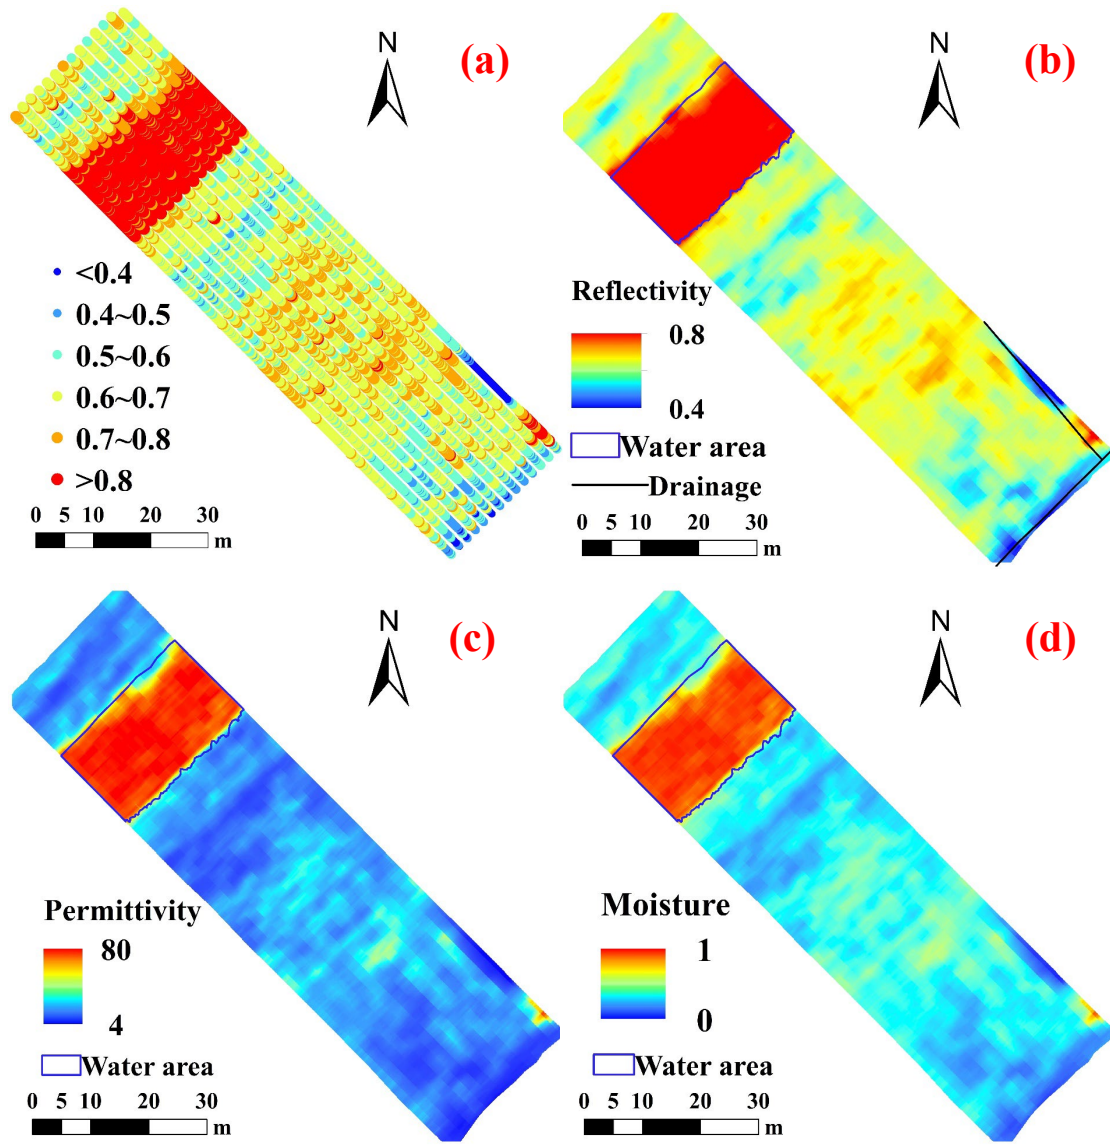 N
(a)
<0.4
0.4~0.5
0.5~0.6
0.6~0.7
0.7~0.8
>0.8
0 5 10 20 30
m
N
(b)
Reflectivity
0.8
0.4
Water area
Drainage
0 5 10 20 30
m
N
(c)
Permittivity
80
4
Water area
0 5 10 20 30
m
N
(d)
Moisture
1
0
Water area
0 5 10 20 30
m